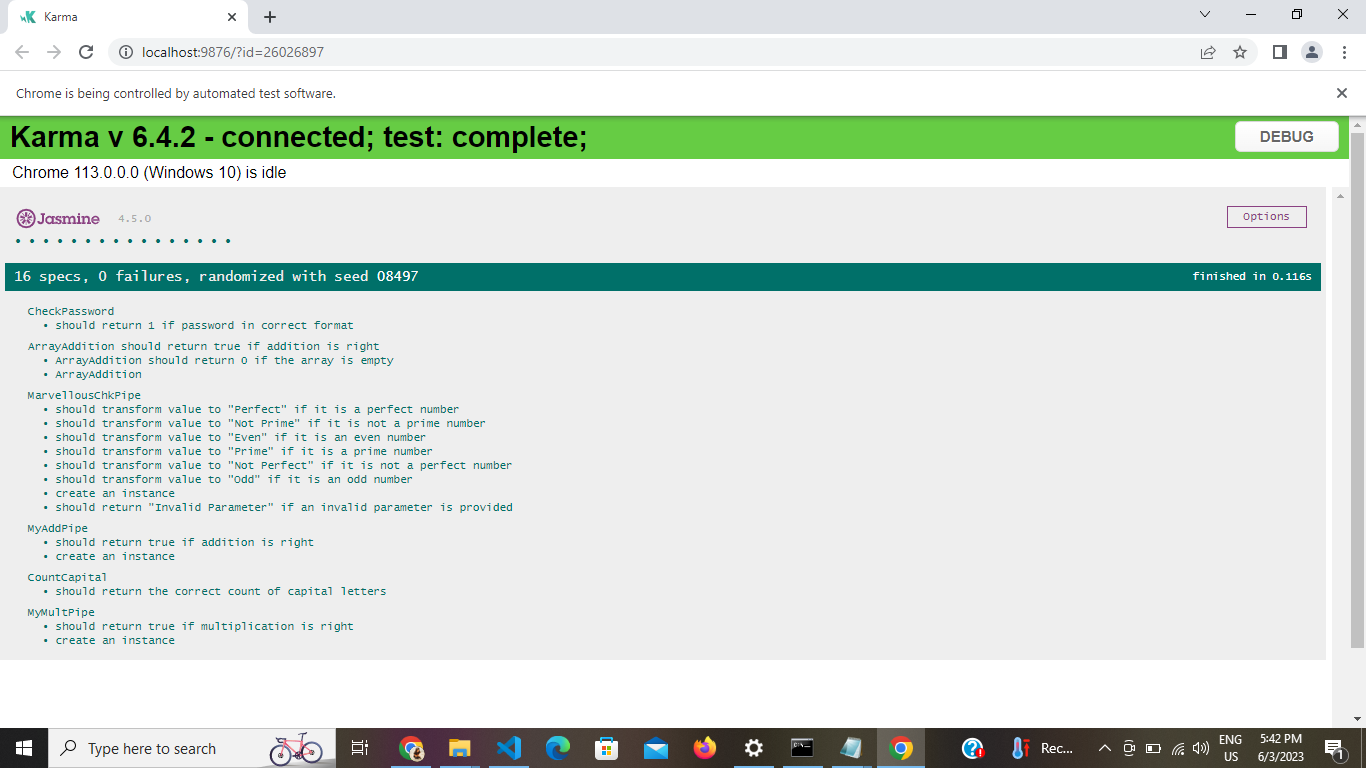 Karma
localhost:9876/?id=26026897
Chrome is being controlled by automated test software.
Karma v 6.4.2 - connected; test: complete;
DEBUG
Chrome 113.0.0.0 (Windows 10) is idle
Jasmine 4.5.0
Options
• • • • • • • • • • • • • • • •
16 specs, 0 failures, randomized with seed 08497
finished in 0.116s
CheckPassword
• should return 1 if password in correct format
ArrayAddition should return true if addition is right
• ArrayAddition should return 0 if the array is empty
• ArrayAddition
MarvellousChkPipe
• should transform value to "Perfect" if it is a perfect number
• should transform value to "Not Prime" if it is not a prime number
• should transform value to "Even" if it is an even number
• should transform value to "Prime" if it is a prime number
• should transform value to "Not Perfect" if it is not a perfect number
• should transform value to "Odd" if it is an odd number
• create an instance
• should return "Invalid Parameter" if an invalid parameter is provided
MyAddPipe
• should return true if addition is right
• create an instance
CountCapital
• should return the correct count of capital letters
MyMultPipe
• should return true if multiplication is right
• create an instance
Type here to search
Rec...
ENG
US
5:42 PM
6/3/2023
1